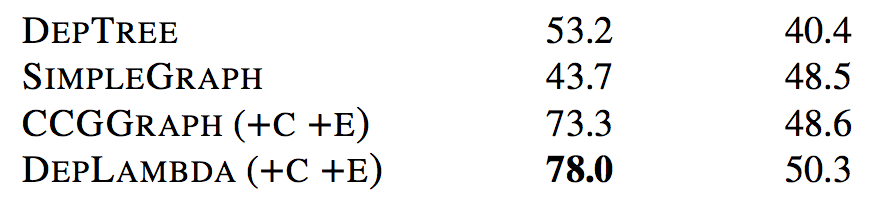 DEPTREE 53.2 40.4
SIMPLEGRAPH 43.7 48.5
CCGGRAPH (+C +E) 73.3 48.6
DEPLAMBDA (+C +E) 78.0 50.3